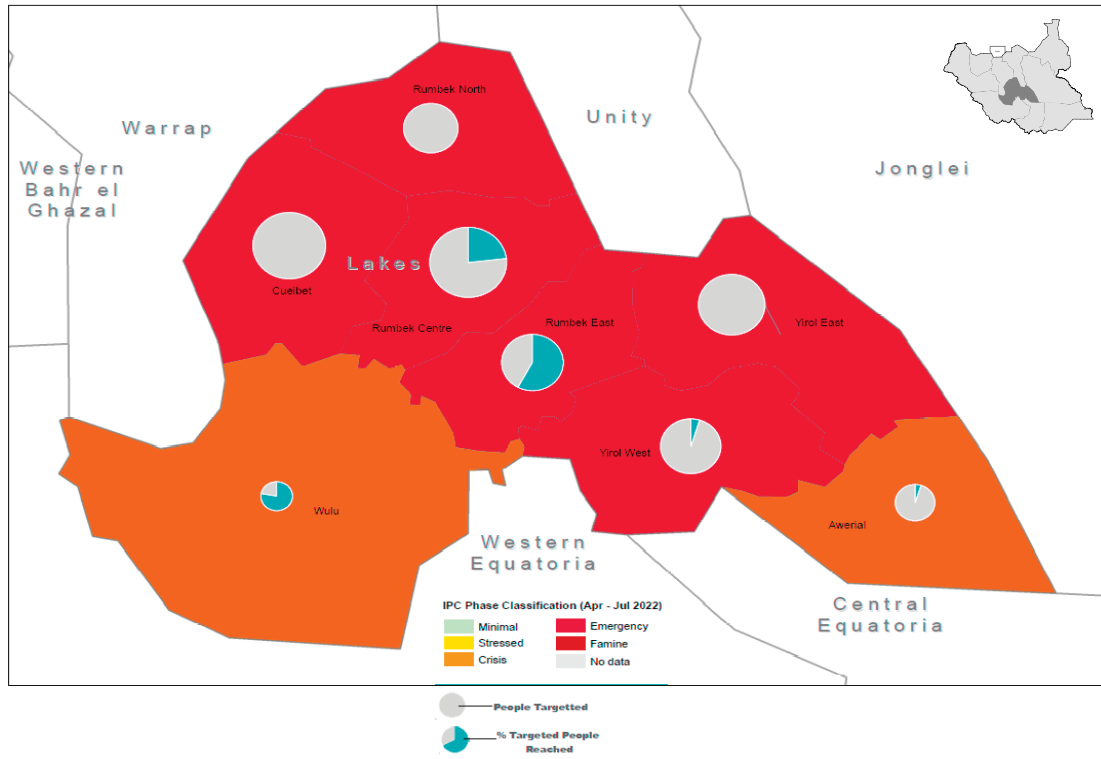 Rumbek North
Unity
Warrap
Jonglei
Western
Bahr el
Ghazal
Lakes
Cueibet
Rumbek Centre
Rumbek East
Yirol East
Yirol West
Wulu
Awerial
Western
Equatoria
Central
Equatoria
IPC Phase Classification (Apr - Jul 2022)
Minimal
Stressed
Crisis
Emergency
Famine
No data
People Targetted
% Targeted People
Reached